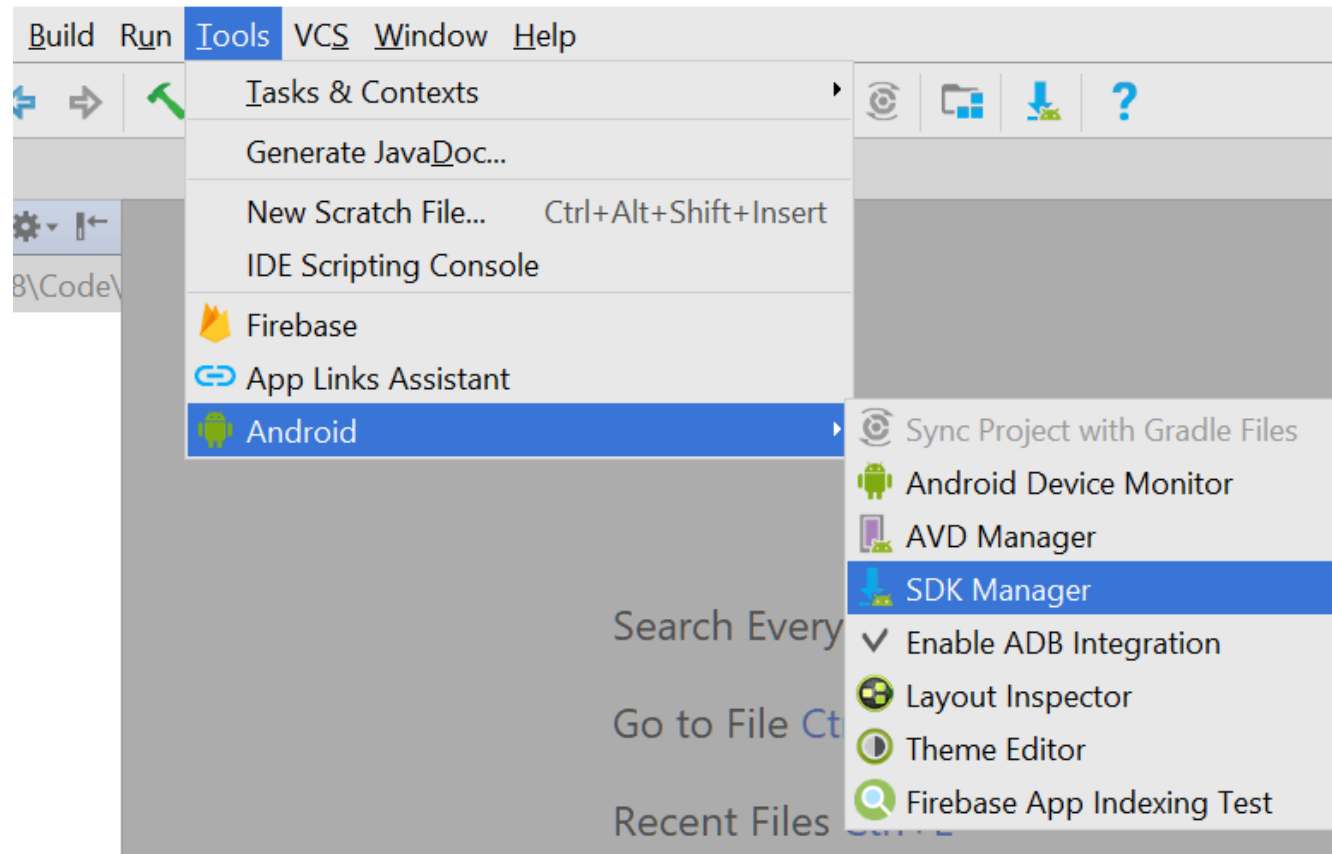 Build Run Tools VCS Window Help
Tasks & Contexts
?
Generate JavaDoc...
New Scratch File... Ctrl+Alt+Shift+Insert
IDE Scripting Console
8\Code\
Firebase
App Links Assistant
Android
Sync Project with Gradle Files
Android Device Monitor
AVD Manager
SDK Manager
Search Every
Enable ADB Integration
Layout Inspector
Go to File Ct
Theme Editor
Firebase App Indexing Test
Recent Files